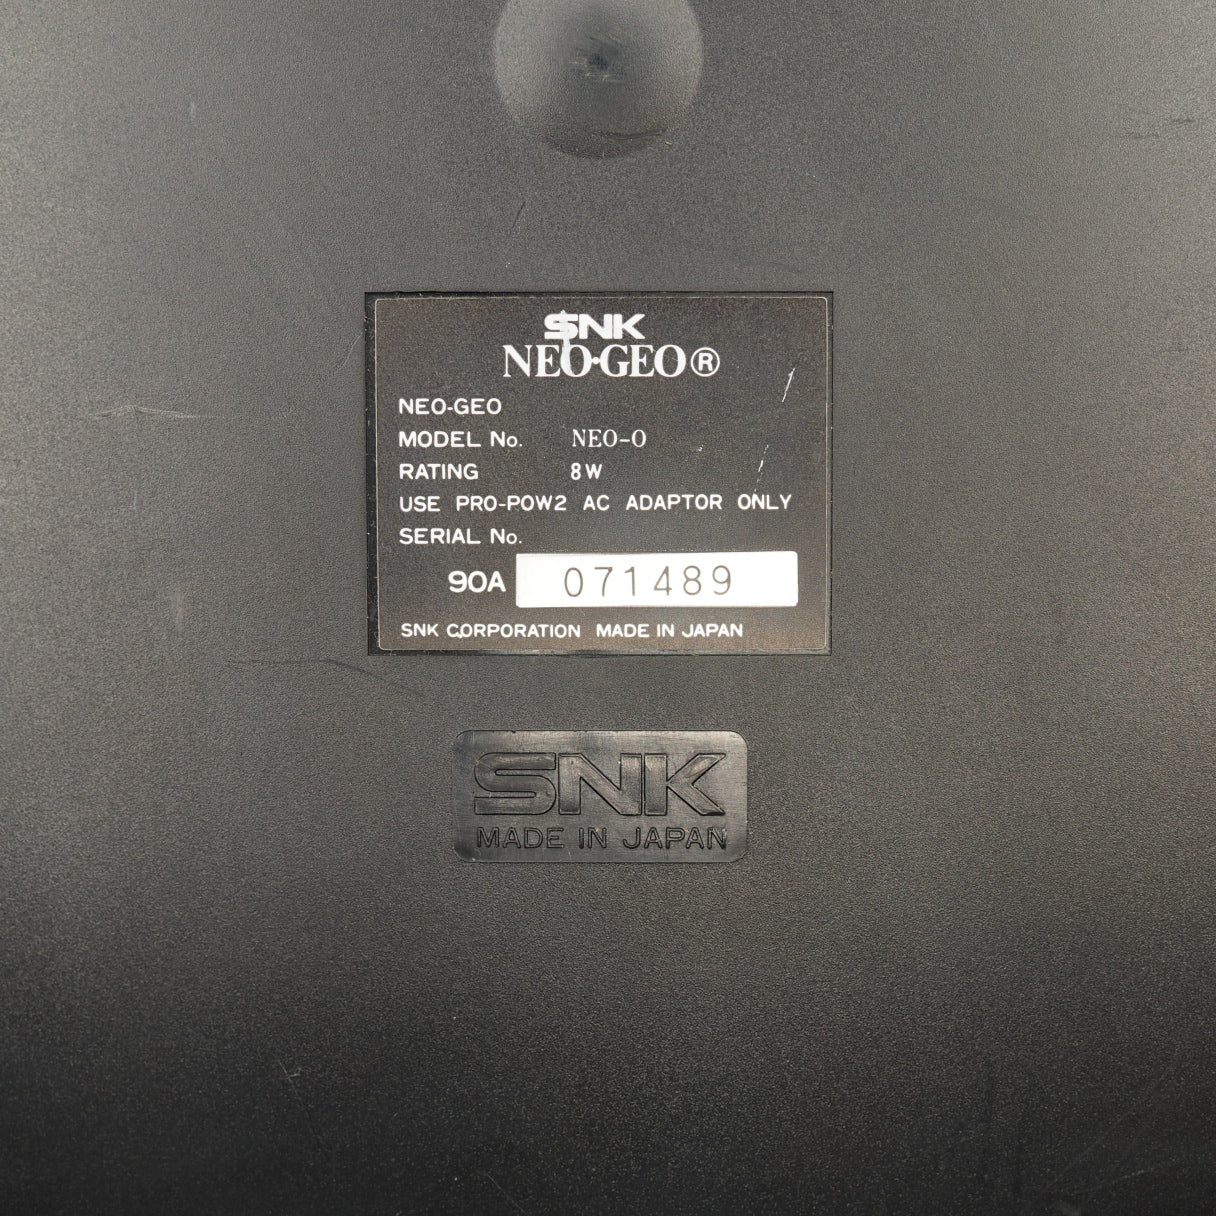 SNK
NEO·GEO®
NEO-GEO
MODEL No. NEO-O
RATING 8W
USE PRO-POW2 AC ADAPTOR ONLY
SERIAL No.
90A 071489
SNK CORPORATION MADE IN JAPAN
SNK
MADE IN JAPAN